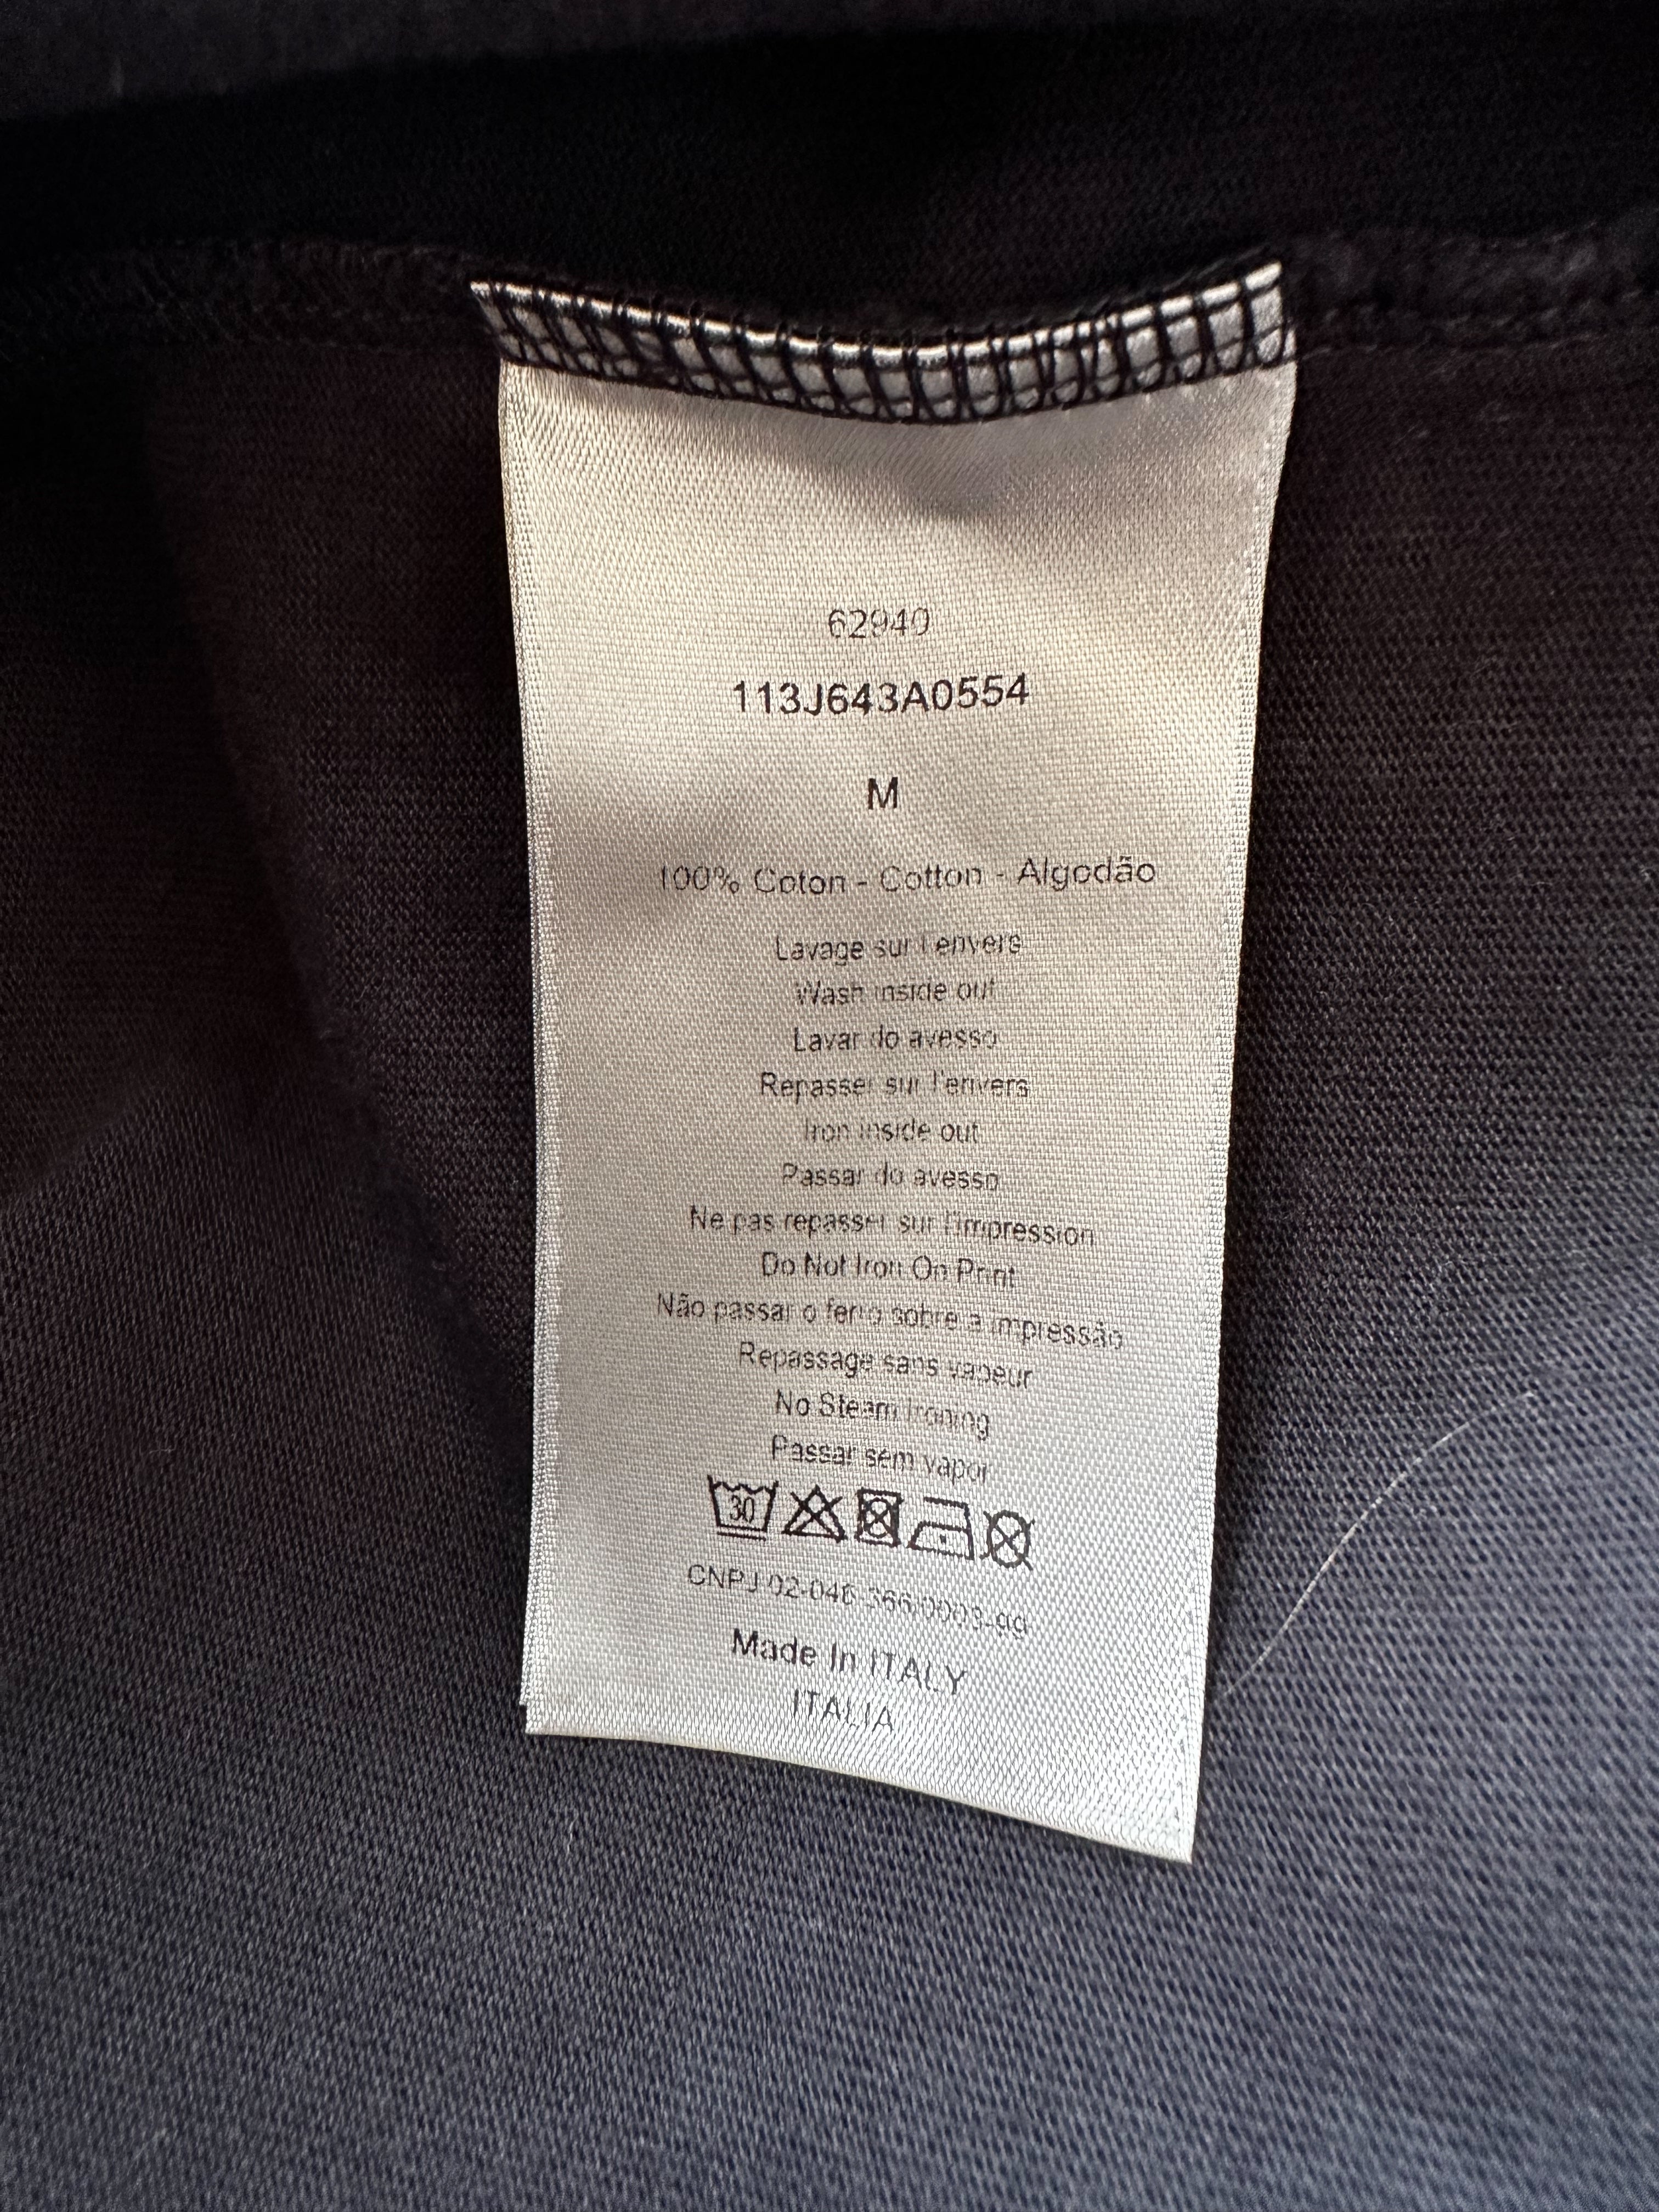 62940
113J643A0554
M
100% Coton - Cotton - Algodão
Lavage sur l'envers
Wash inside out
Lavar do avesso
Repasser sur l'envers
Iron inside out
Passar do avesso
Ne pas repasser sur l'impression
Do Not Iron On Print
Não passar o ferro sobre a impressão
Repassage sans vapeur
No Steam Ironing
Passar sem vapor
30
CNPJ 02-046-366/0003-99
Made In ITALY
ITALIA